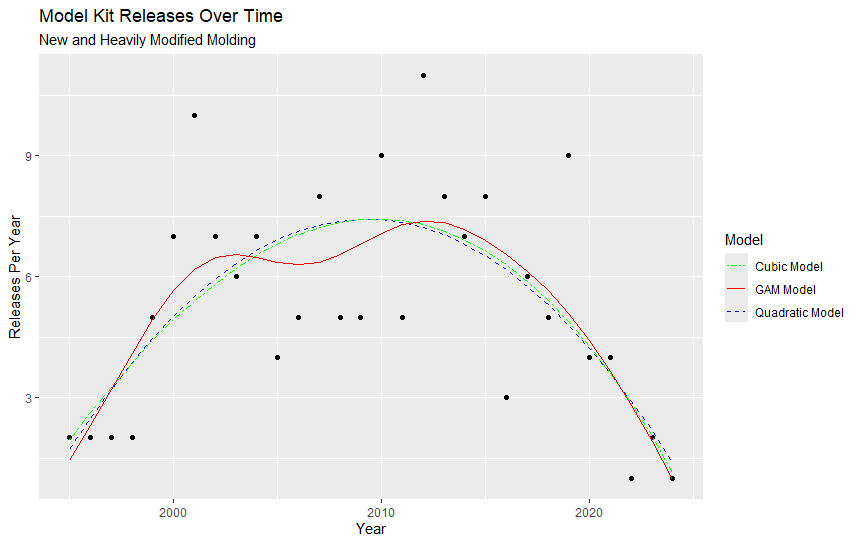 Model Kit Releases Over Time
New and Heavily Modified Molding
Releases Per Year
9
6
3
2000
2010
2020
Year
Model
Cubic Model
GAM Model
Quadratic Model